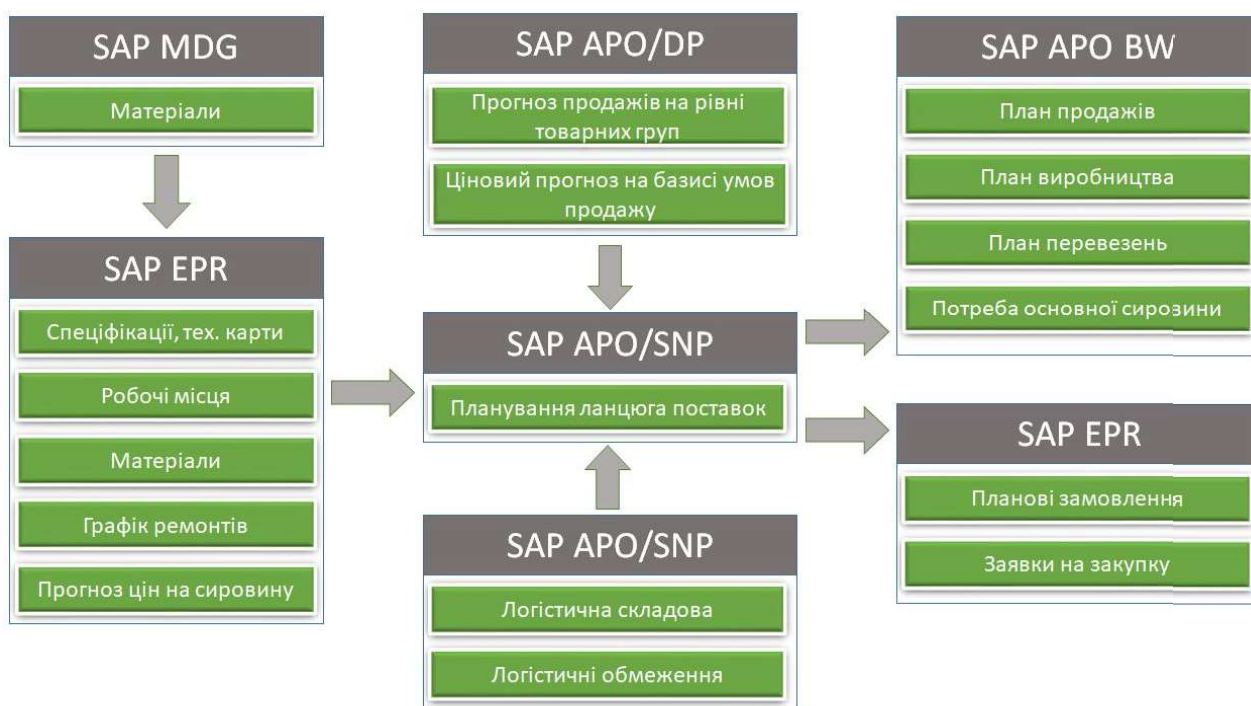 SAP MDG
Матеріали
SAP EPR
Спеціфікації, тех. карти
Робочі місця
Матеріали
Графік ремонтів
Прогноз цін на сировину
SAP APO/DP
Прогноз продажів на рівні
товарних груп
Ціновий прогноз на базисі умов
продажу
SAP APO/SNP
Планування ланцюга поставок
SAP APO/SNP
Логістична складова
Логістичні обмеження
SAP APO BW
План продажів
План виробництва
План перевезень
Потреба основної сирозини
SAP EPR
Планові замовлення
Заявки на закупку